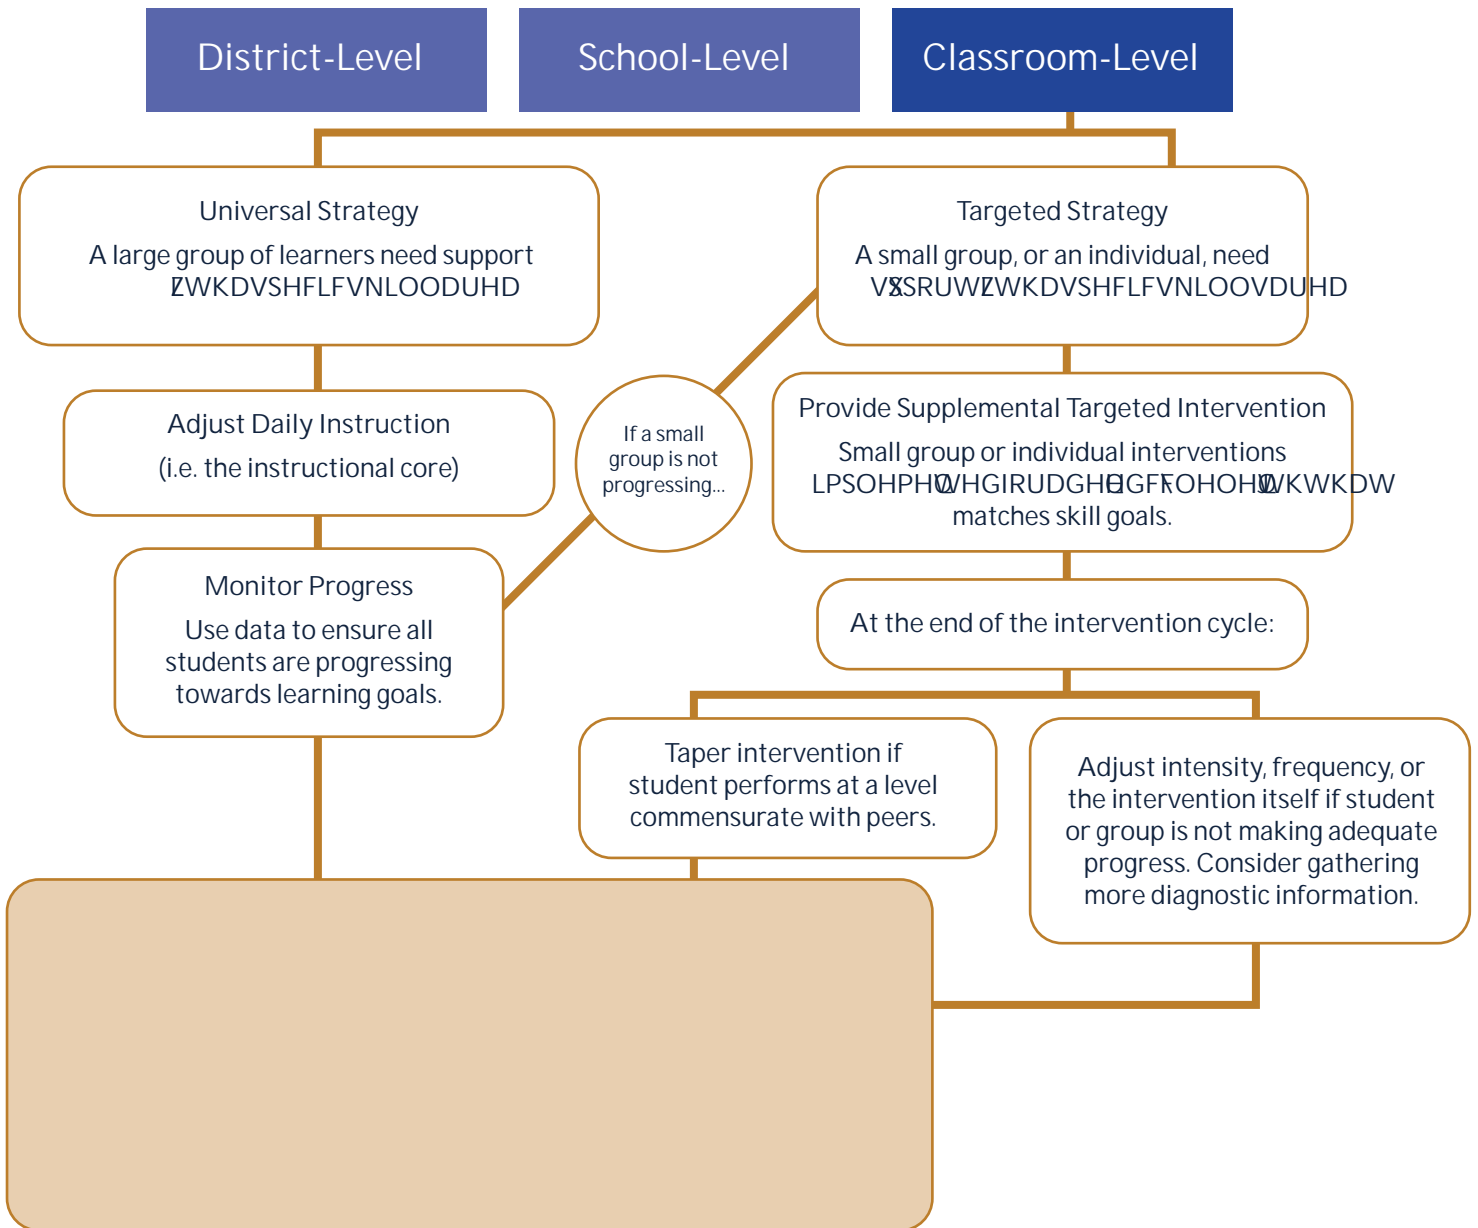 District-Level
School-Level
Classroom-Level
Universal Strategy
A large group of learners need support
Targeted Strategy
A small group, or an individual, need
Adjust Daily Instruction
(i.e. the instructional core)
If a small
group is not
progressing...
Provide Supplemental Targeted Intervention
Small group or individual interventions
matches skill goals.
Monitor Progress
Use data to ensure all
students are progressing
towards learning goals.
At the end of the intervention cycle:
Taper intervention if
student performs at a level
commensurate with peers.
Adjust intensity, frequency, or
the intervention itself if student
or group is not making adequate
progress. Consider gathering
more diagnostic information.